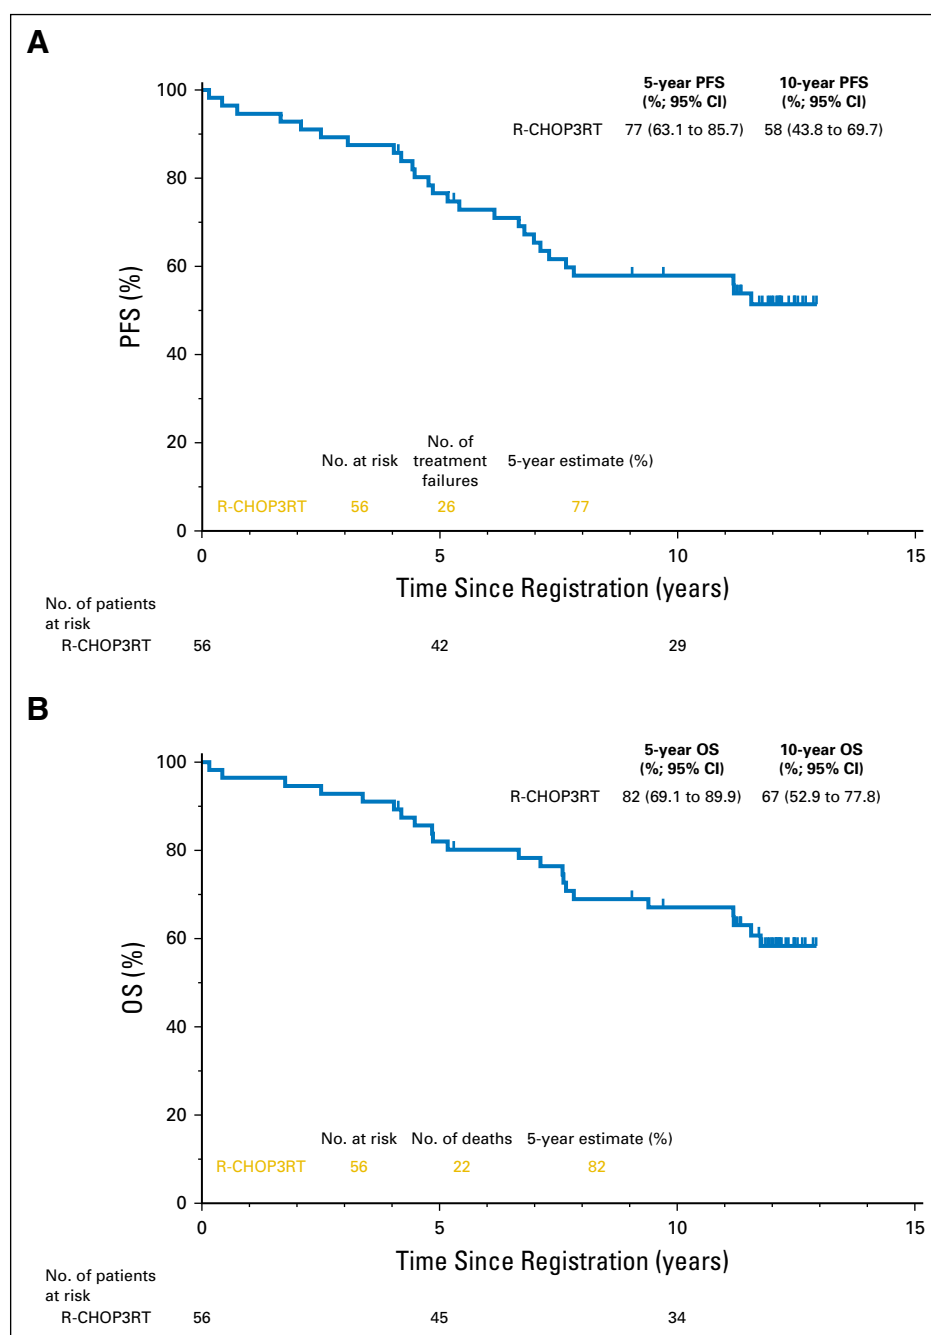 A
5-year PFS 10-year PFS
(%; 95% CI) (%; 95% CI)
R-CHOP3RT 77 (63.1 to 85.7) 58 (43.8 to 69.7)
100
80
60
40
20
0
PFS (%)
No. at risk No. of treatment failures 5-year estimate (%)
R-CHOP3RT 56 26 77
0 5 10 15
Time Since Registration (years)
No. of patients
at risk
R-CHOP3RT 56 42 29
B
5-year OS 10-year OS
(%; 95% CI) (%; 95% CI)
R-CHOP3RT 82 (69.1 to 89.9) 67 (52.9 to 77.8)
100
80
60
40
20
0
OS (%)
No. at risk No. of deaths 5-year estimate (%)
R-CHOP3RT 56 22 82
0 5 10 15
Time Since Registration (years)
No. of patients
at risk
R-CHOP3RT 56 45 34